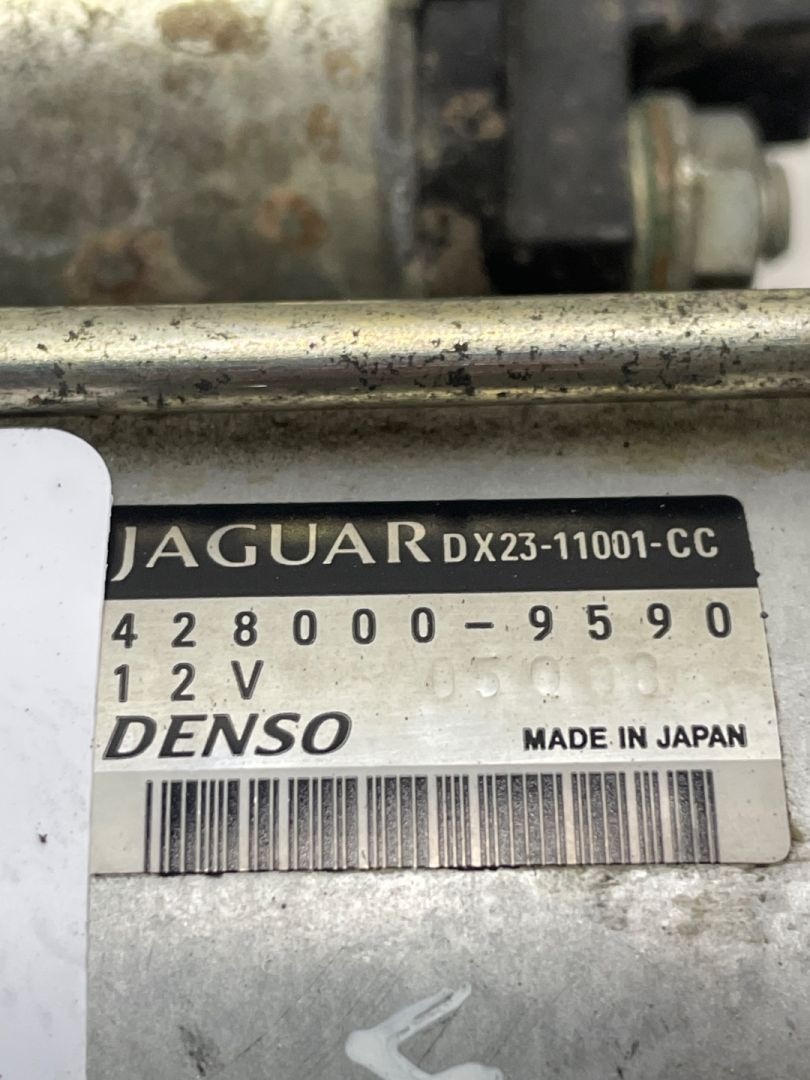 JAGUAR DX23-11001-CC
428000-9590
12V
DENSO MADE IN JAPAN